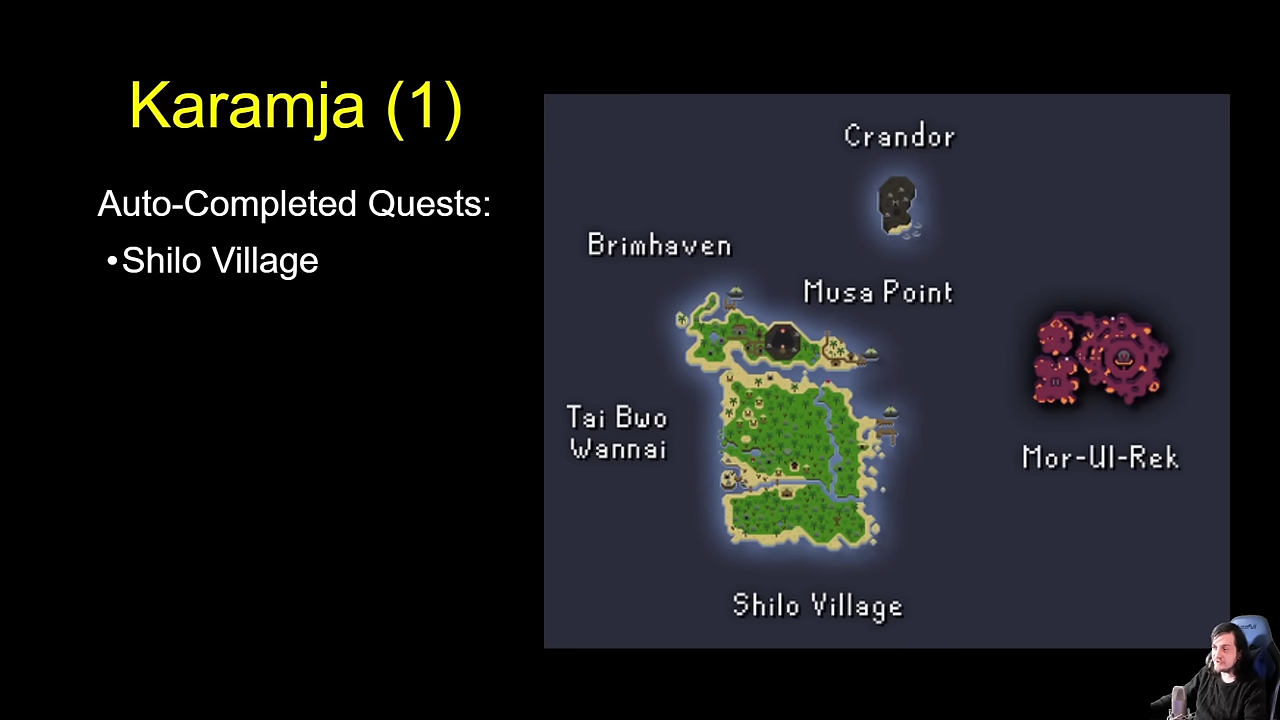 Karamja (1)
Auto-Completed Quests:
•Shilo Village
Crandor
Brimhaven
Musa Point
Tai Bwo
Wannai
Mor-Ul-Rek
Shilo Village